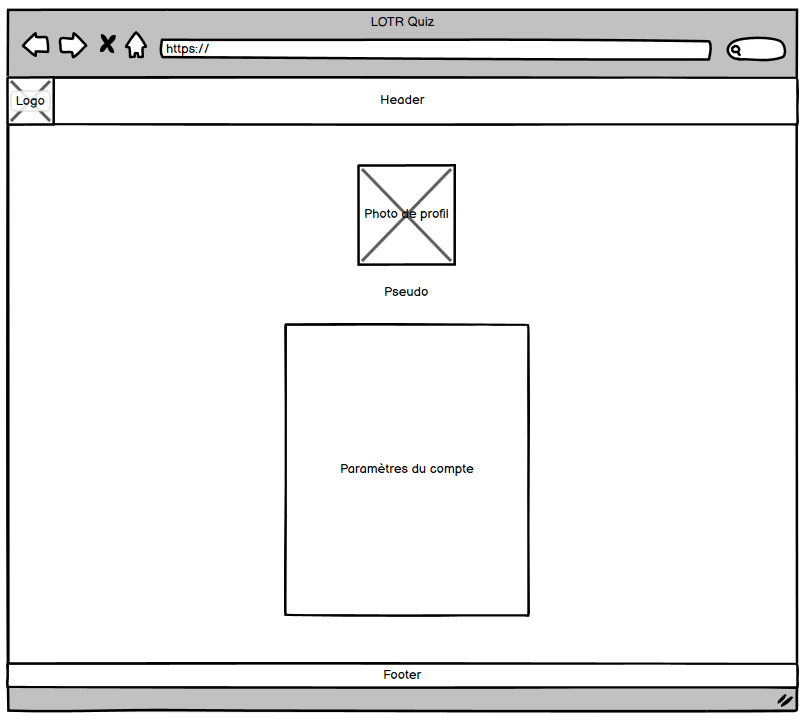 LOTR Quiz
https://
Logo
Header
Photo de profil
Pseudo
Paramètres du compte
Footer